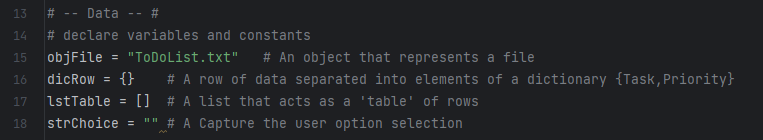 13 # -- Data -- #
14 # declare variables and constants
15 objFile = "ToDoList.txt"   # An object that represents a file
16 dicRow = {}    # A row of data separated into elements of a dictionary {Task,Priority}
17 lstTable = []  # A list that acts as a 'table' of rows
18 strChoice = "" # A Capture the user option selection